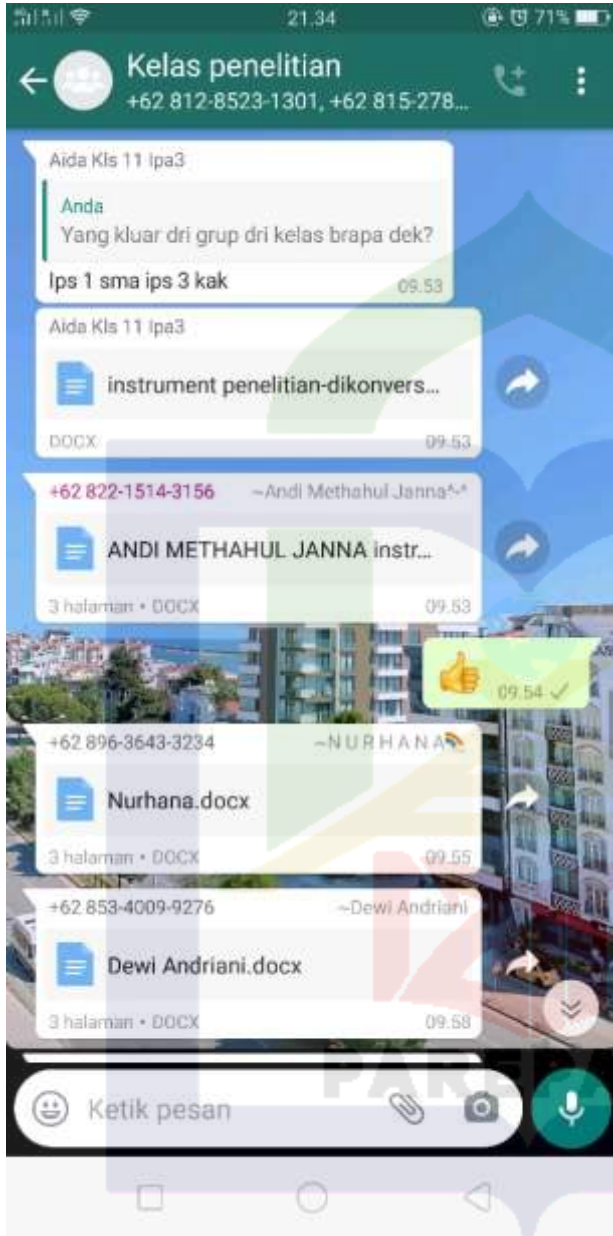 21.34
71%
Kelas penelitian
+62 812-8523-1301, +62 815-278...
Aida Kls 11 Ipa3
Anda
Yang kluar dri grup dri kelas brapa dek?
Ips 1 sma ips 3 kak
09.53
Aida Kls 11 Ipa3
instrument penelitian-dikonvers...
DOCX 09.53
+62 822-1514-3156 ~Andi Methahul Janna^-^
ANDI METHAHUL JANNA instr...
3 halaman • DOCX 09.53
09.54
+62 896-3643-3234 ~N U R H A N A
Nurhana.docx
3 halaman • DOCX 09.55
+62 853-4009-9276 ~Dewi Andriani
Dewi Andriani.docx
3 halaman • DOCX 09.58
Ketik pesan